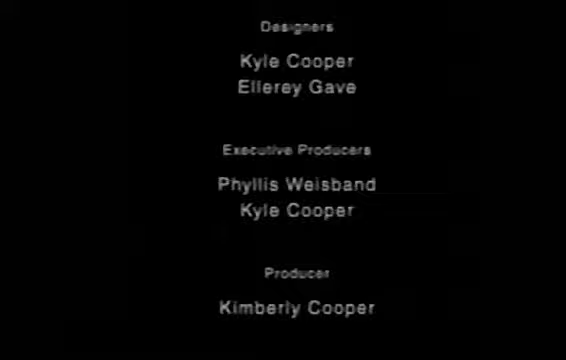 Designers
Kyle Cooper
Ellerey Gave
Executive Producers
Phyllis Weisband
Kyle Cooper
Producer
Kimberly Cooper